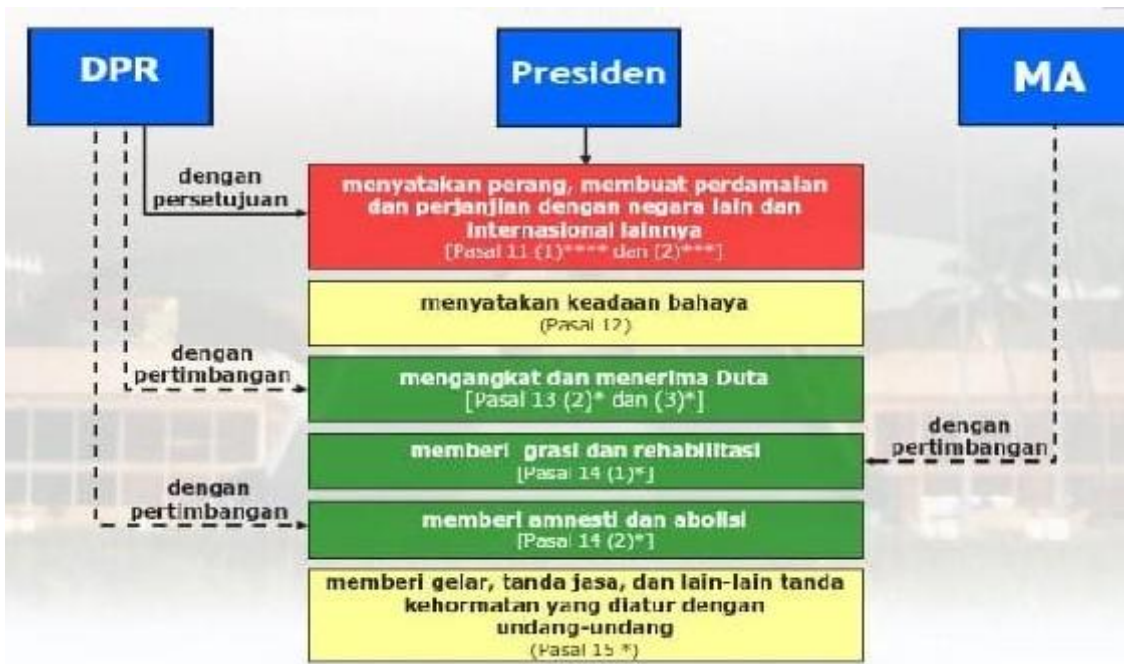 DPR
Presiden
MA
dengan
persetujuan
menyatakan perang, membuat perdamaian
dan perjanjian dengan negara lain dan
internasional lainnya
[Pasal 11 (1)**** dan (2)***]
menyatakan keadaan bahaya
(Pasal 12)
dengan
pertimbangan
mengangkat dan menerima Duta
[Pasal 13 (2)* dan (3)*]
memberi grasi dan rehabilitasi
[Pasal 14 (1)*]
dengan
pertimbangan
dengan
pertimbangan
memberi amnesti dan abolisi
[Pasal 14 (2)*]
memberi gelar, tanda jasa, dan lain-lain tanda
kehormatan yang diatur dengan
undang-undang
(Pasal 15 *)